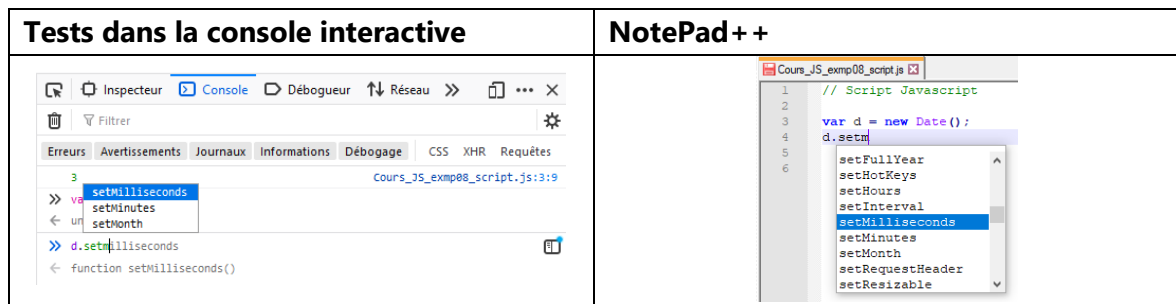 Tests dans la console interactive
NotePad++
Inspecteur Console Débogueur Réseau
Filtrer
Erreurs Avertissements Journaux Informations Débogage CSS XHR Requêtes
3 Cours_JS_exmp08_script.js:3:9
va
un
setMilliseconds
setMinutes
setMonth
d.setmilliseconds
function setMilliseconds()
Cours_JS_exmp08_script.js
1 // Script Javascript
2
3 var d = new Date();
4 d.setm
5
6
setFullYear
setHotKeys
setHours
setInterval
setMilliseconds
setMinutes
setMonth
setRequestHeader
setResizable